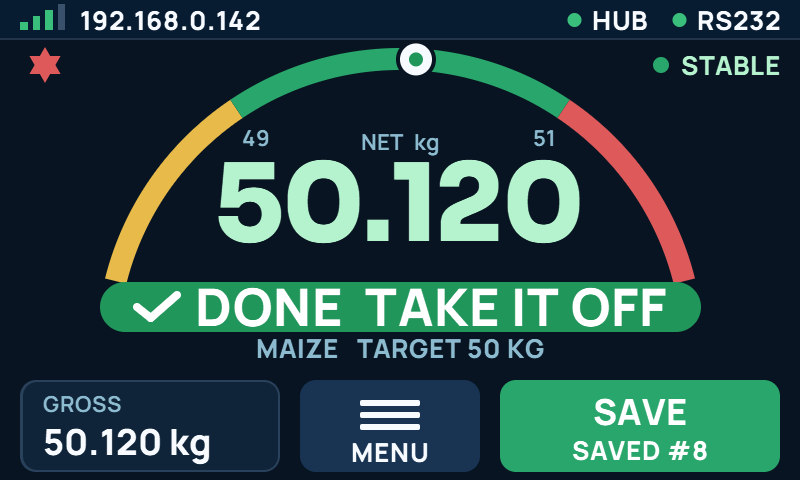 192.168.0.142 HUB RS232
STABLE
49 NET kg 51
50.120
DONE TAKE IT OFF
MAIZE TARGET 50 KG
GROSS
50.120 kg
MENU
SAVE
SAVED #8